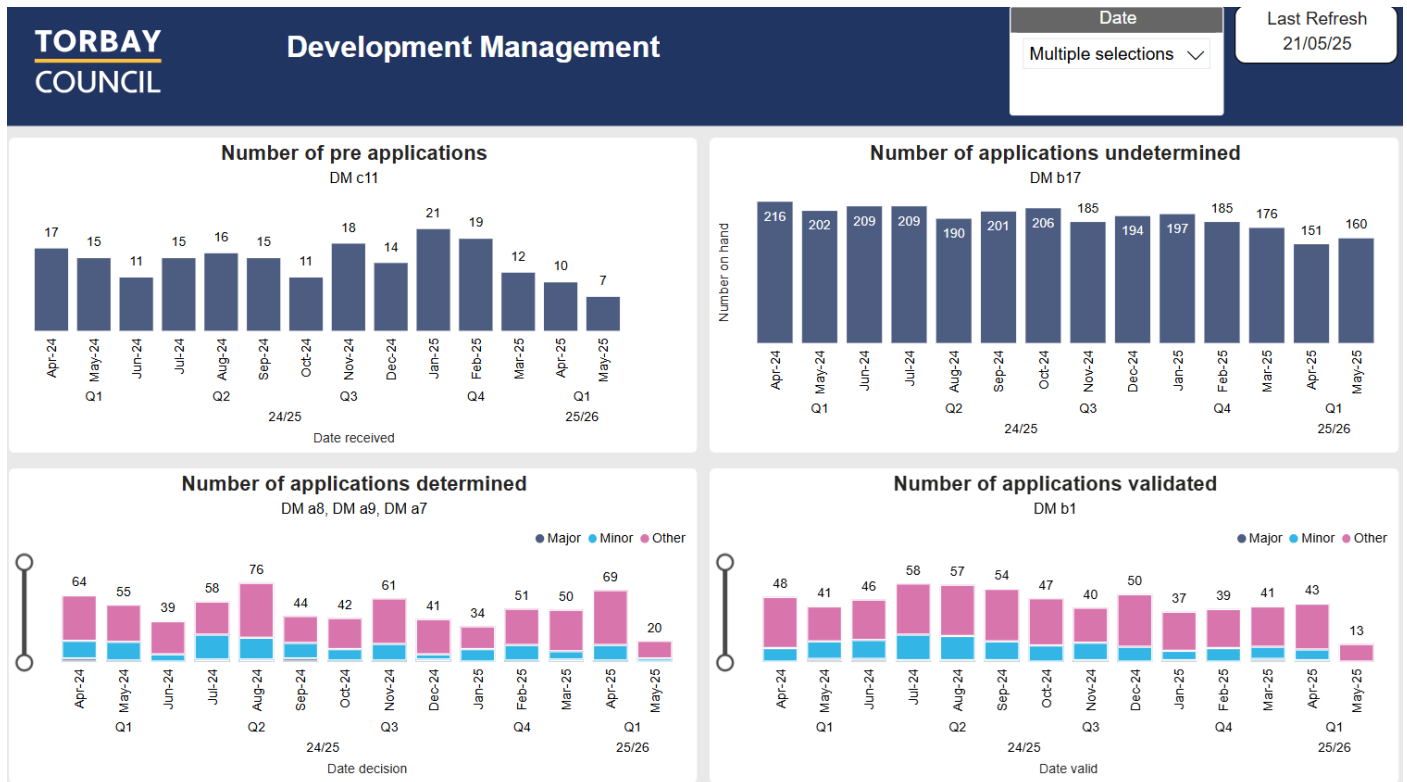 TORBAY
COUNCIL
Development Management
Date
Multiple selections
Last Refresh
21/05/25
Number of pre applications
DM c11
17 15 11 15 16 15 11 18 14 21 19 12 10 7
Apr-24 May-24 Jun-24 Jul-24 Aug-24 Sep-24 Oct-24 Nov-24 Dec-24 Jan-25 Feb-25 Mar-25 Apr-25 May-25
Q1 Q2 Q3 Q4 Q1
24/25 25/26
Date received
Number of applications undetermined
DM b17
Number on hand
216 202 209 209 190 201 206 185 194 197 185 176 151 160
Apr-24 May-24 Jun-24 Jul-24 Aug-24 Sep-24 Oct-24 Nov-24 Dec-24 Jan-25 Feb-25 Mar-25 Apr-25 May-25
Q1 Q2 Q3 Q4 Q1
24/25 25/26
Number of applications determined
DM a8, DM a9, DM a7
Major Minor Other
64 55 39 58 76 44 42 61 41 34 51 50 69 20
Apr-24 May-24 Jun-24 Jul-24 Aug-24 Sep-24 Oct-24 Nov-24 Dec-24 Jan-25 Feb-25 Mar-25 Apr-25 May-25
Q1 Q2 Q3 Q4 Q1
24/25 25/26
Date decision
Number of applications validated
DM b1
Major Minor Other
48 41 46 58 57 54 47 40 50 37 39 41 43 13
Apr-24 May-24 Jun-24 Jul-24 Aug-24 Sep-24 Oct-24 Nov-24 Dec-24 Jan-25 Feb-25 Mar-25 Apr-25 May-25
Q1 Q2 Q3 Q4 Q1
24/25 25/26
Date valid